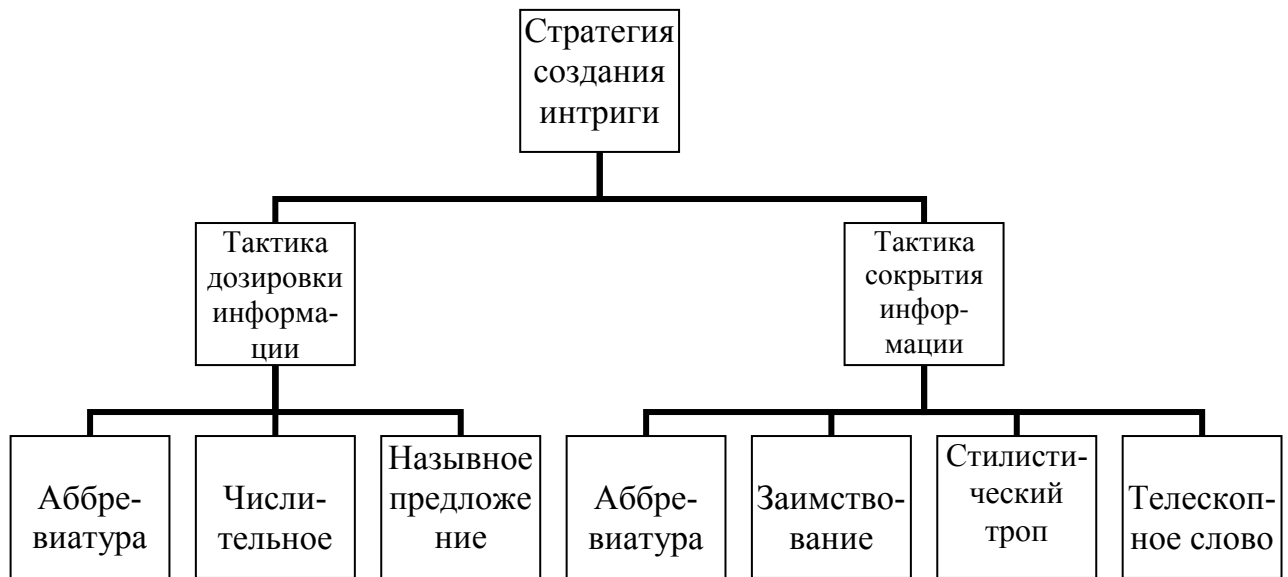 Стратегия
создания
интриги
Тактика
дозировки
информа-
ции
Тактика
сокрытия
инфор-
мации
Аббре-
виатура
Числи-
тельное
Назывное
предложе
ние
Аббре-
виатура
Заимство-
вание
Стилисти-
ческий
троп
Телескоп-
ное слово